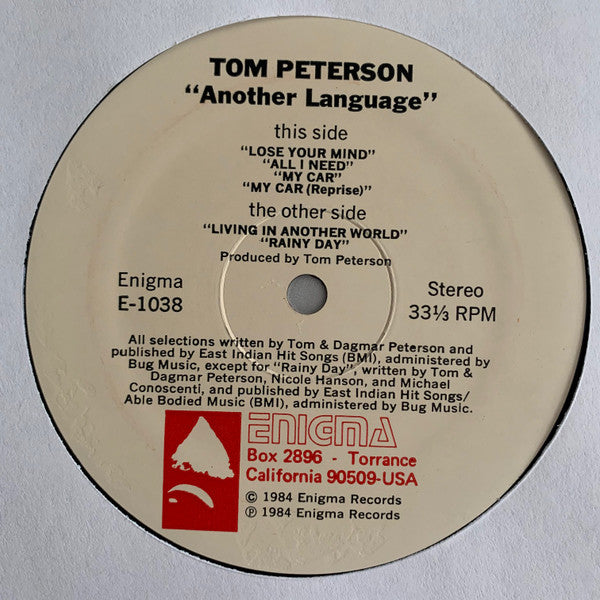 TOM PETERSON
"Another Language"
this side
"LOSE YOUR MIND"
"ALL I NEED"
"MY CAR"
"MY CAR (Reprise)"
the other side
"LIVING IN ANOTHER WORLD"
"RAINY DAY"
Produced by Tom Peterson
Enigma
E-1038
Stereo
33⅓ RPM
All selections written by Tom & Dagmar Peterson and
published by East Indian Hit Songs (BMI), administered by
Bug Music, except for "Rainy Day", written by Tom &
Dagmar Peterson, Nicole Hanson, and Michael
Conoscenti, and published by East Indian Hit Songs/
Able Bodied Music (BMI), administered by Bug Music.
ENIGMA
Box 2896 - Torrance
California 90509-USA
© 1984 Enigma Records
℗ 1984 Enigma Records